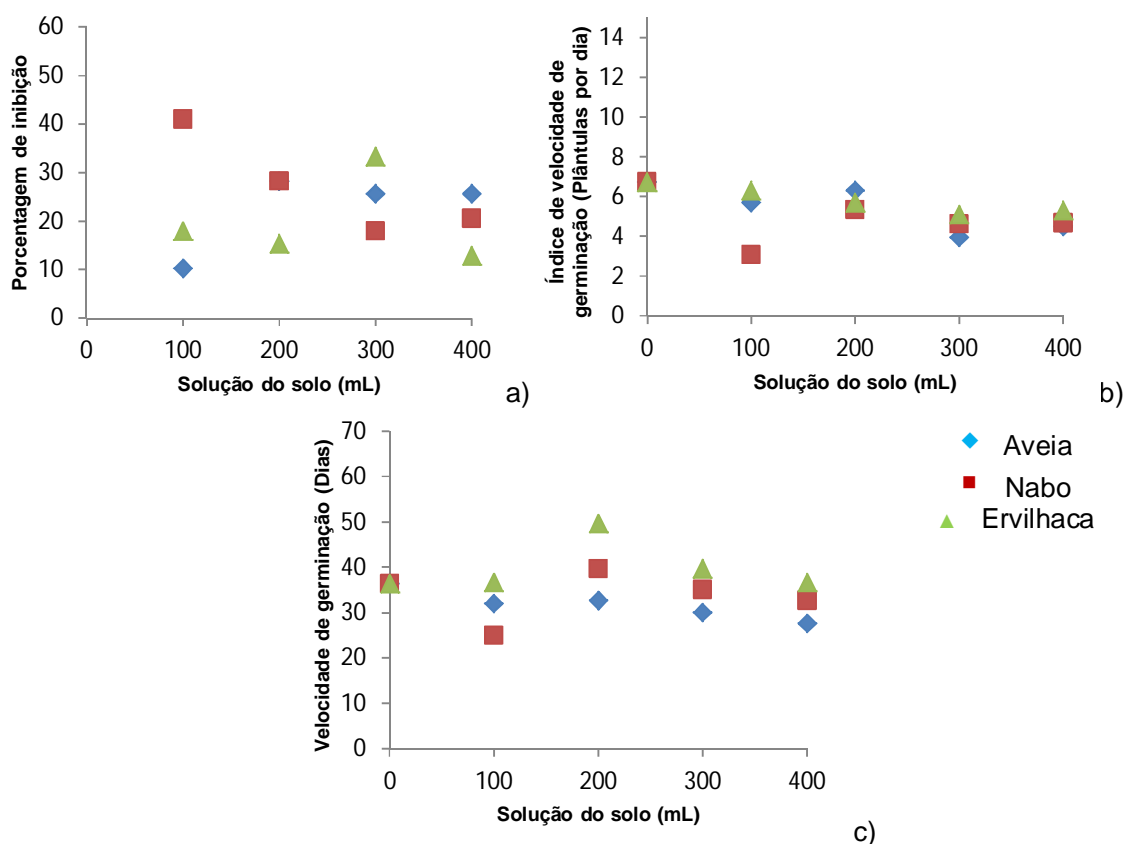 60
50
40
30
20
10
0
Porcentagem de inibição
0 100 200 300 400
Solução do solo (mL)
a)
14
12
10
8
6
4
2
0
Índice de velocidade de
germinação (Plântulas por dia)
0 100 200 300 400
Solução do solo (mL)
b)
70
60
50
40
30
20
10
0
Velocidade de germinação (Dias)
0 100 200 300 400
Solução do solo (mL)
c)
Aveia
Nabo
Ervilhaca